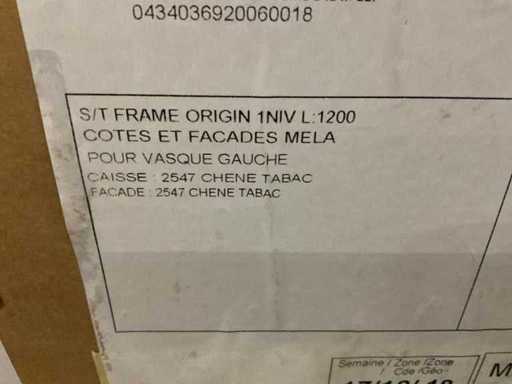 0434036920060018
S/T FRAME ORIGIN 1NIV L:1200
COTES ET FACADES MELA
POUR VASQUE GAUCHE
CAISSE : 2547 CHENE TABAC
FACADE : 2547 CHENE TABAC
Semaine / Zone /Zone
/ Cde /Géo
M